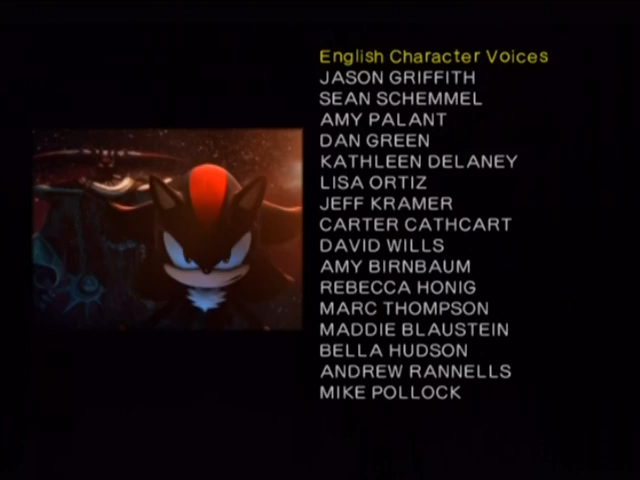 English Character Voices
JASON GRIFFITH
SEAN SCHEMMEL
AMY PALANT
DAN GREEN
KATHLEEN DELANEY
LISA ORTIZ
JEFF KRAMER
CARTER CATHCART
DAVID WILLS
AMY BIRNBAUM
REBECCA HONIG
MARC THOMPSON
MADDIE BLAUSTEIN
BELLA HUDSON
ANDREW RANNELLS
MIKE POLLOCK